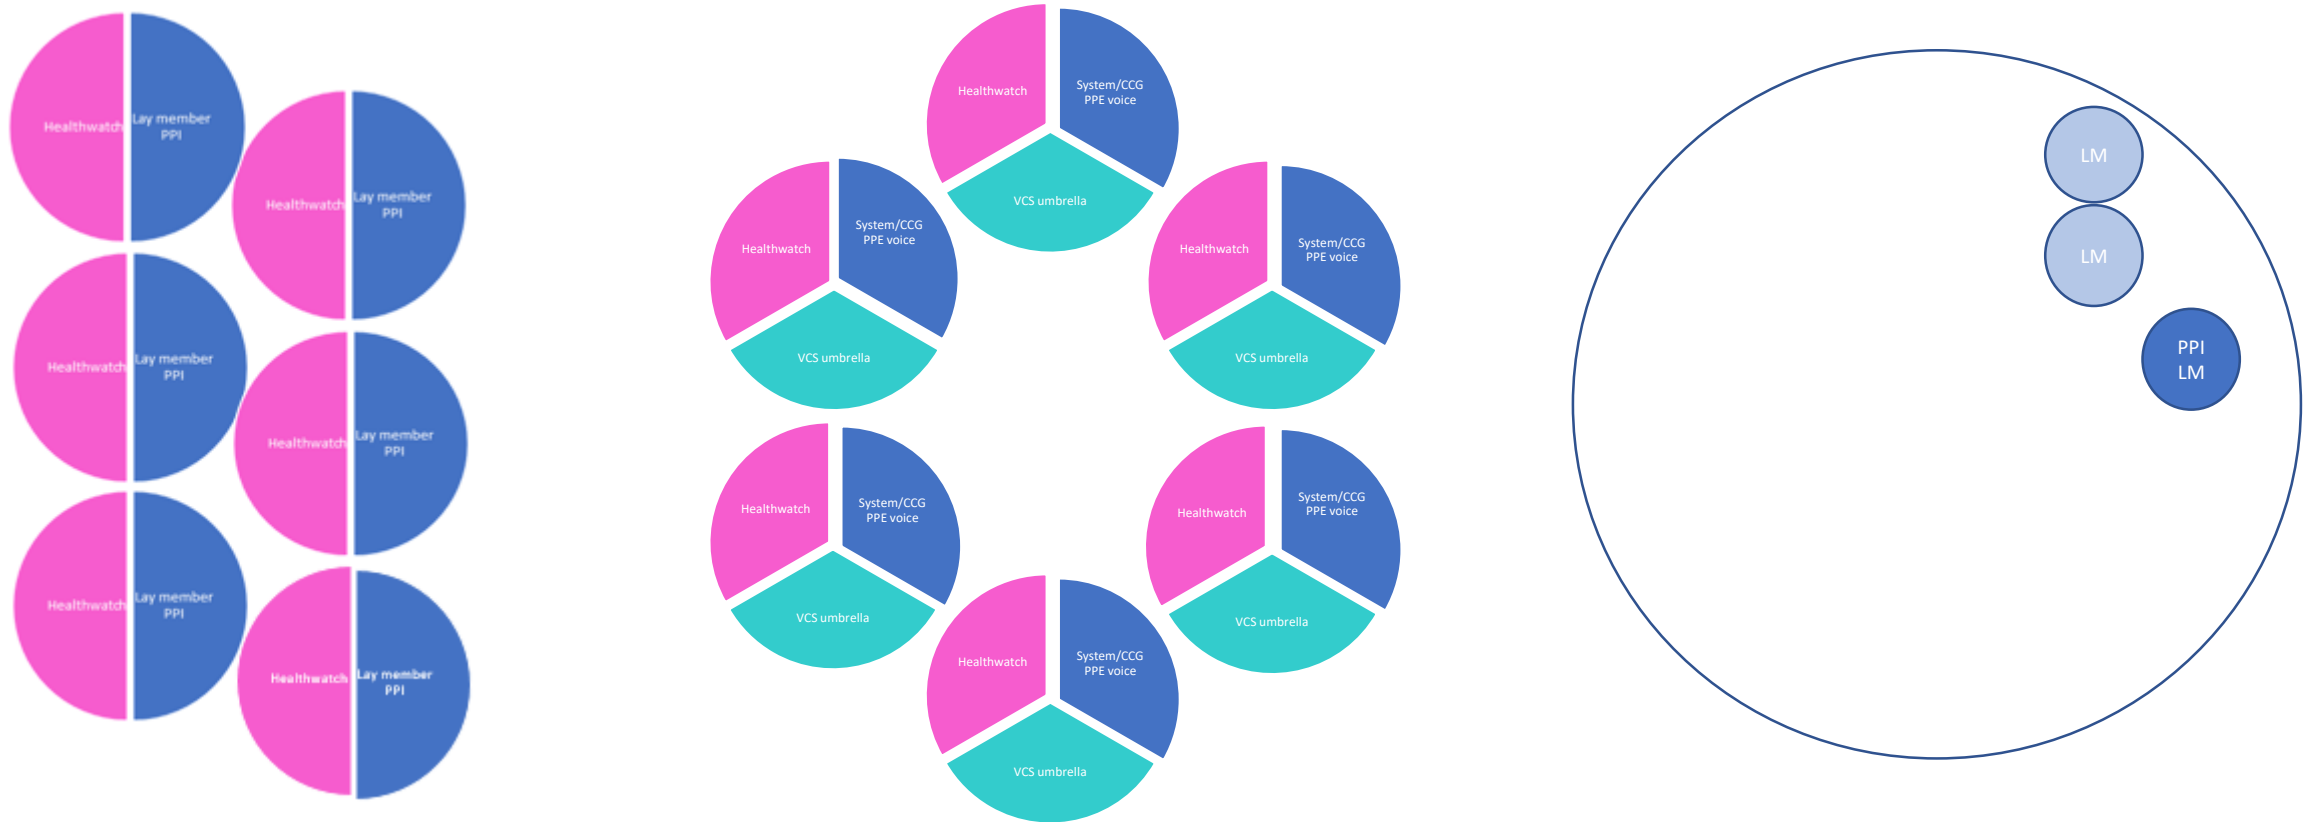 Healthwatch
Lay member
PPI
Healthwatch
Lay member
PPI
Healthwatch
Lay member
PPI
Healthwatch
Lay member
PPI
Healthwatch
Lay member
PPI
Healthwatch
Lay member
PPI
Healthwatch
System/CCG
PPE voice
VCS umbrella
Healthwatch
System/CCG
PPE voice
VCS umbrella
Healthwatch
System/CCG
PPE voice
VCS umbrella
Healthwatch
System/CCG
PPE voice
VCS umbrella
Healthwatch
System/CCG
PPE voice
VCS umbrella
Healthwatch
System/CCG
PPE voice
VCS umbrella
LM
LM
PPI
LM